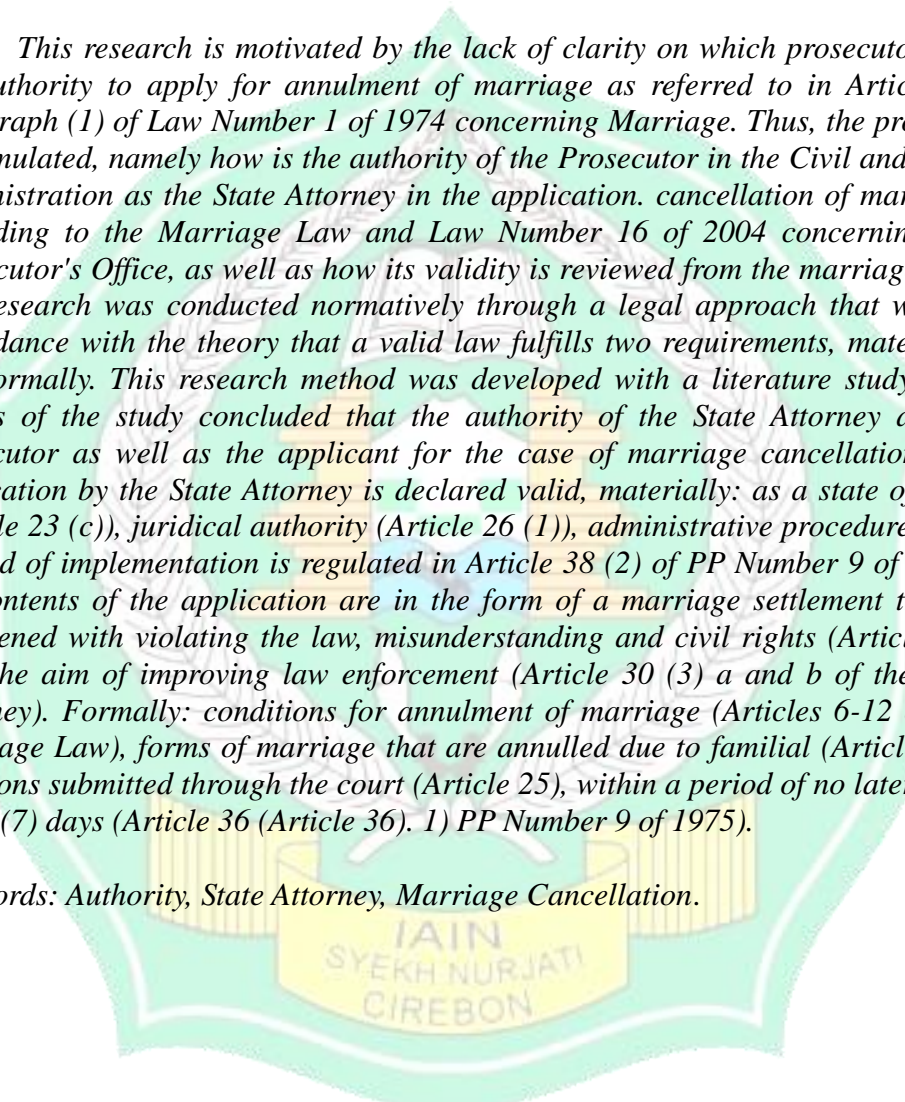 This research is motivated by the lack of clarity on which prosecuto
uthority to apply for annulment of marriage as referred to in Artic
raph (1) of Law Number 1 of 1974 concerning Marriage. Thus, the pro
mulated, namely how is the authority of the Prosecutor in the Civil and
nistration as the State Attorney in the application. cancellation of mar
ding to the Marriage Law and Law Number 16 of 2004 concernin
cutor's Office, as well as how its validity is reviewed from the marriag
esearch was conducted normatively through a legal approach that w
dance with the theory that a valid law fulfills two requirements, mate
ormally. This research method was developed with a literature study
s of the study concluded that the authority of the State Attorney a
cutor as well as the applicant for the case of marriage cancellation
ation by the State Attorney is declared valid, materially: as a state of
le 23 (c)), juridical authority (Article 26 (1)), administrative procedure
d of implementation is regulated in Article 38 (2) of PP Number 9 of
ontents of the application are in the form of a marriage settlement t
ened with violating the law, misunderstanding and civil rights (Artic
he aim of improving law enforcement (Article 30 (3) a and b of the
ney). Formally: conditions for annulment of marriage (Articles 6-12
age Law), forms of marriage that are annulled due to familial (Articl
ons submitted through the court (Article 25), within a period of no later
(7) days (Article 36 (Article 36). 1) PP Number 9 of 1975).
ords: Authority, State Attorney, Marriage Cancellation.
IAIN
SYEKH NURJATI
CIREBON